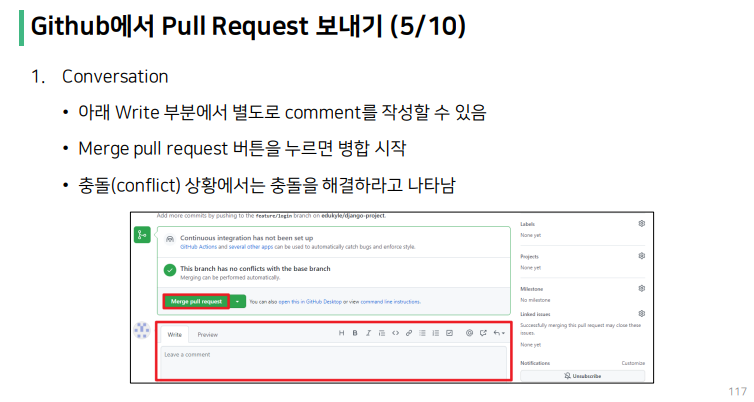 Github에서 Pull Request 보내기 (5/10)
1. Conversation
• 아래 Write 부분에서 별도로 comment를 작성할 수 있음
• Merge pull request 버튼을 누르면 병합 시작
• 충돌(conflict) 상황에서는 충돌을 해결하라고 나타남
Add more commits by pushing to the feature/login branch on edukyle/django-project.
Continuous integration has not been set up
GitHub Actions and several other apps can be used to automatically catch bugs and enforce style.
This branch has no conflicts with the base branch
Merging can be performed automatically.
Merge pull request
You can also open this in GitHub Desktop or view command line instructions.
Write Preview
H B I
Leave a comment
Labels
None yet
Projects
None yet
Milestone
No milestone
Linked issues
Successfully merging this pull request may close these
issues.
None yet
Notifications Customize
Unsubscribe
117